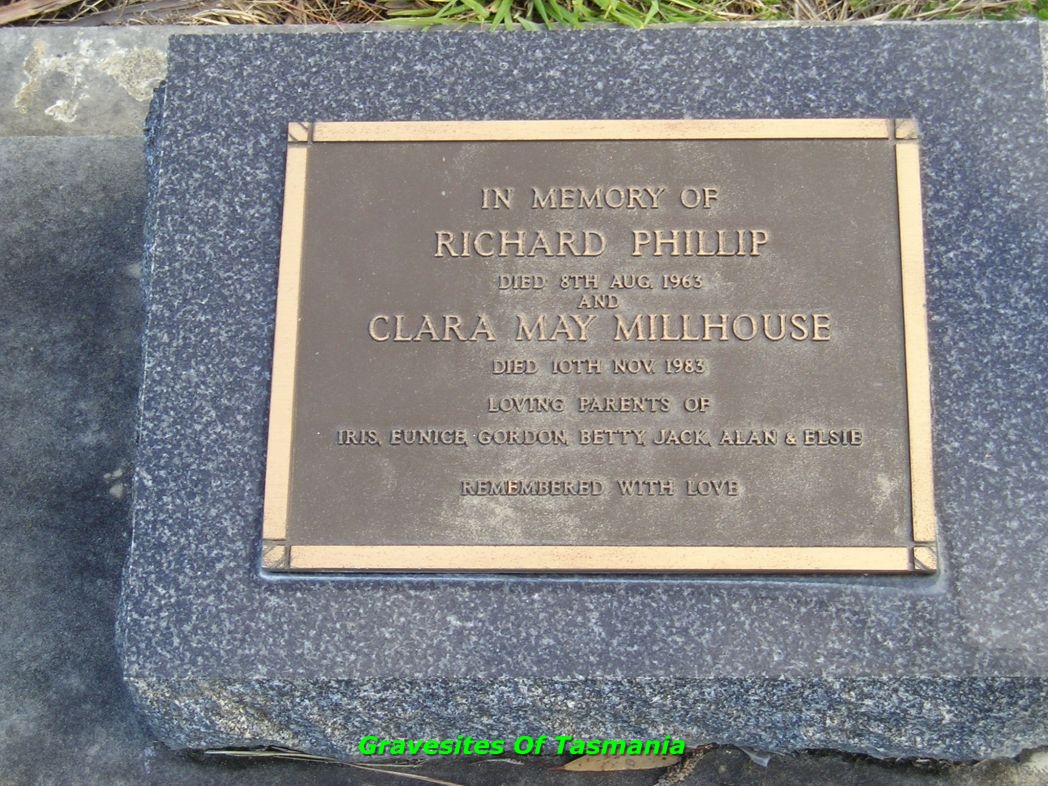 IN MEMORY OF
RICHARD PHILLIP
DIED 8TH AUG. 1963
AND
CLARA MAY MILLHOUSE
DIED 10TH NOV. 1983
LOVING PARENTS OF
IRIS, EUNICE, GORDON, BETTY, JACK, ALAN & ELSIE
REMEMBERED WITH LOVE
Gravesites Of Tasmania